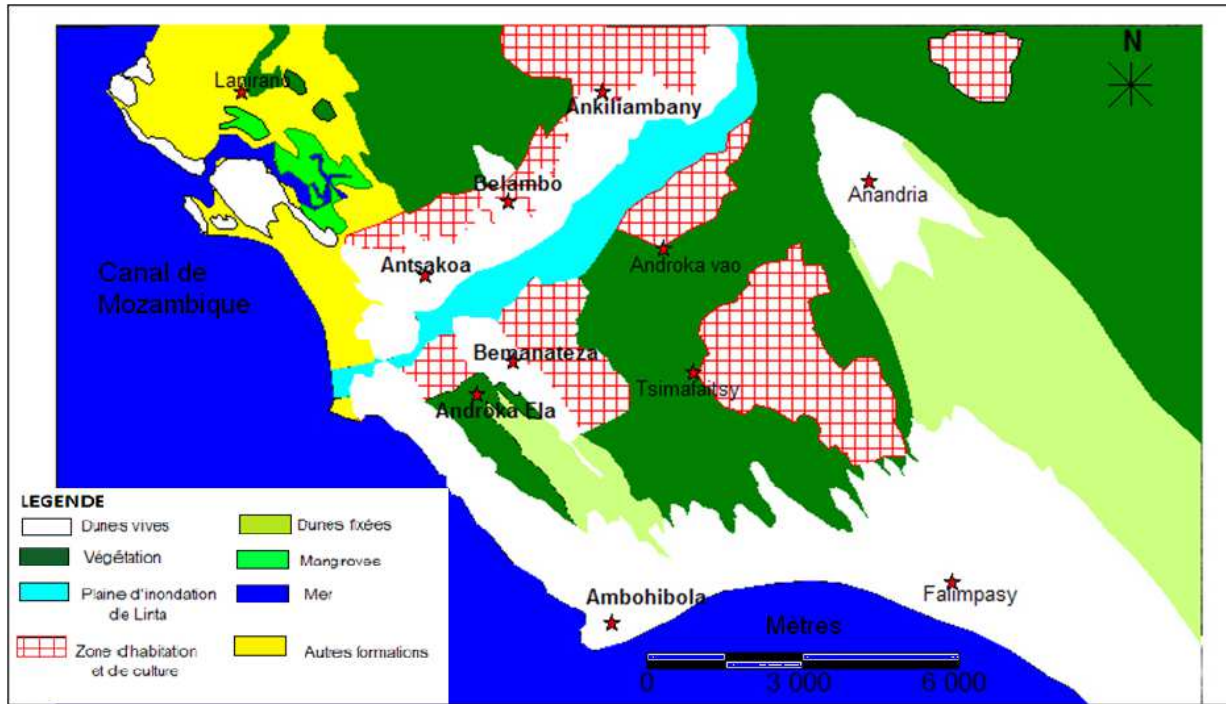 N
Lanirano
Ankiliambany
Belambo
Anandria
Androka vao
Antsakoa
Canal de
Mozambique
Bemanateza
Tsimalaitsy
Androka Ela
LEGENDE
Dunes vives
Dunes fixées
Végétation
Mangroves
Plaine d'inondation
de Linta
Mer
Zone d'habitation
et de culture
Autres formations
Ambohibola
Falimpasy
Mètres
0 3 000 6 000